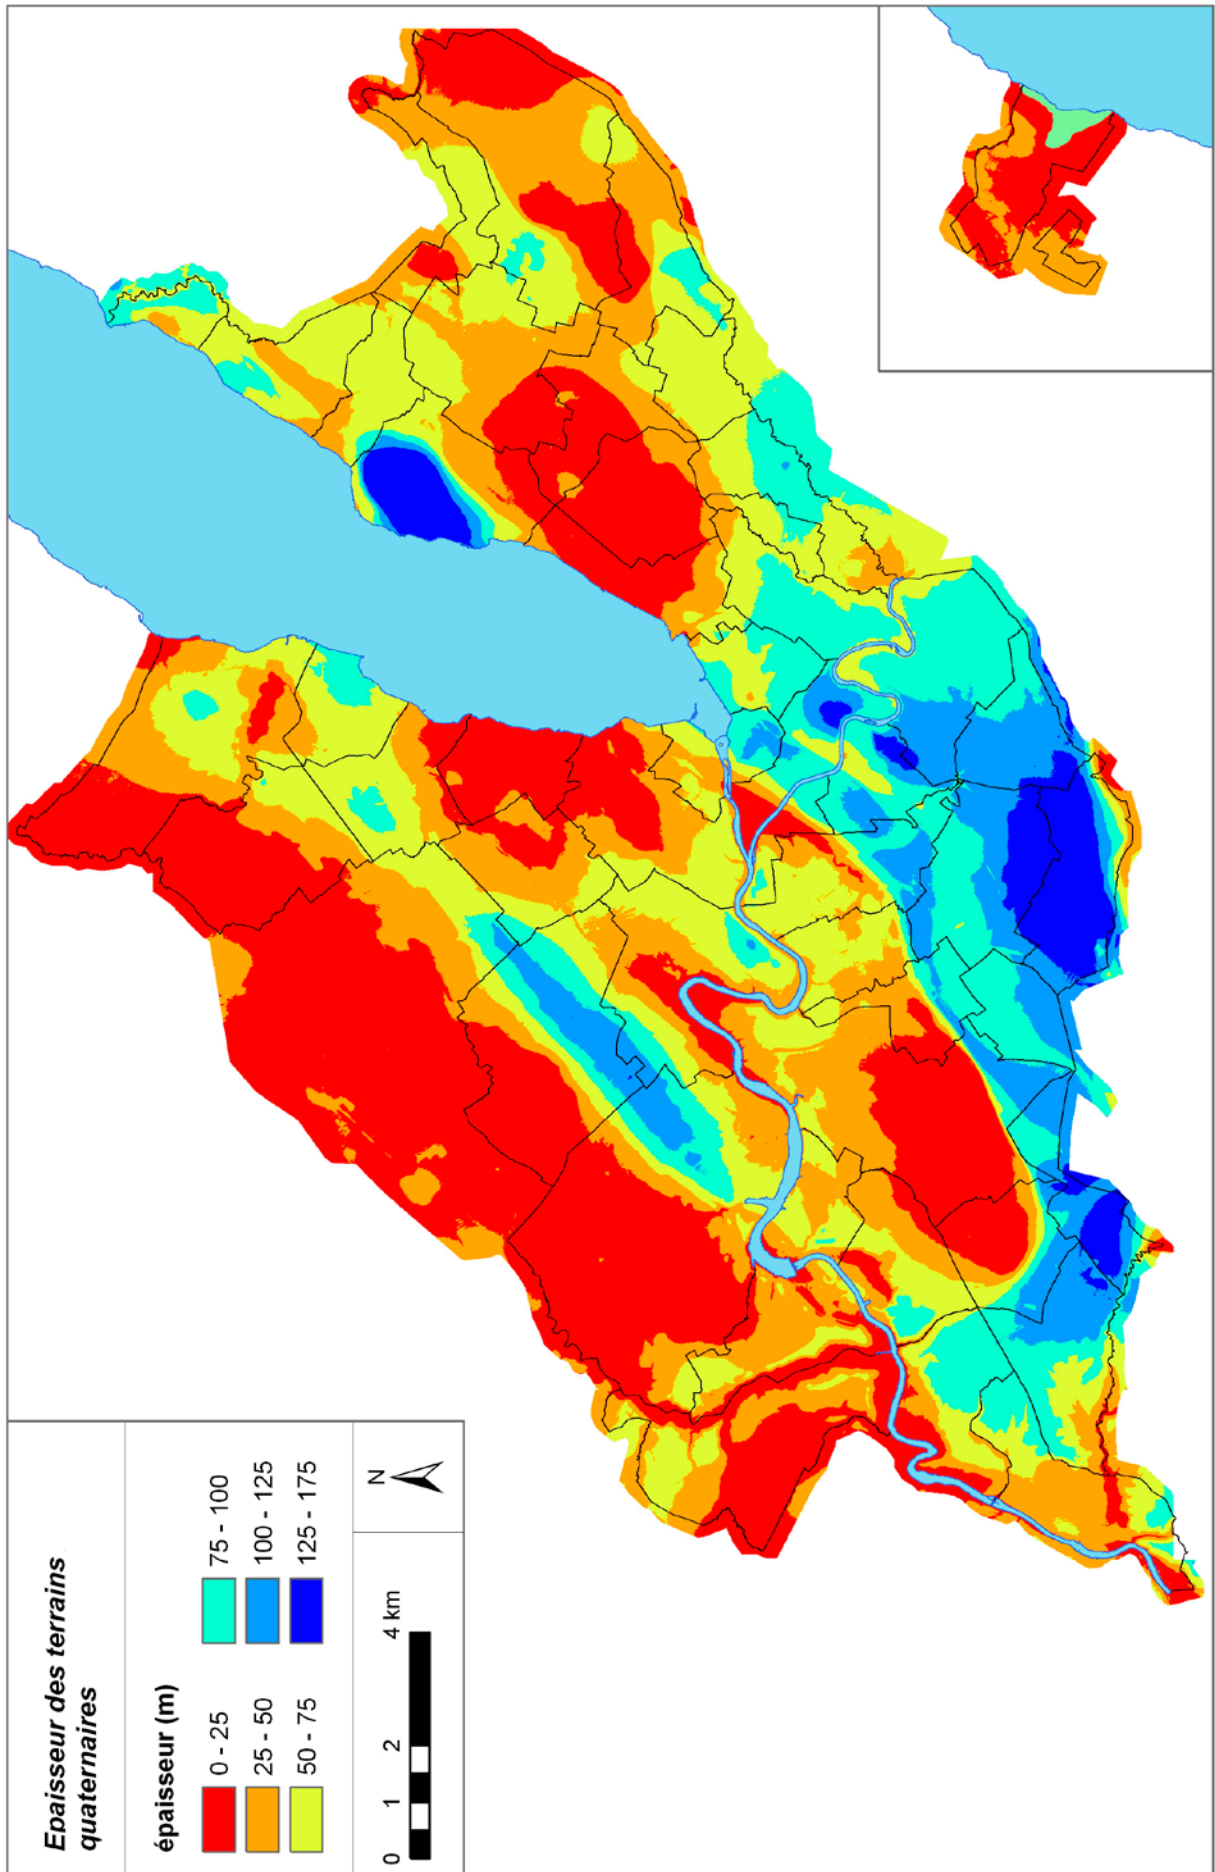 Epaisseur des terrains
quaternaires
épaisseur (m)
0 - 25
75 - 100
25 - 50
100 - 125
50 - 75
125 - 175
0 1 2 4 km
N